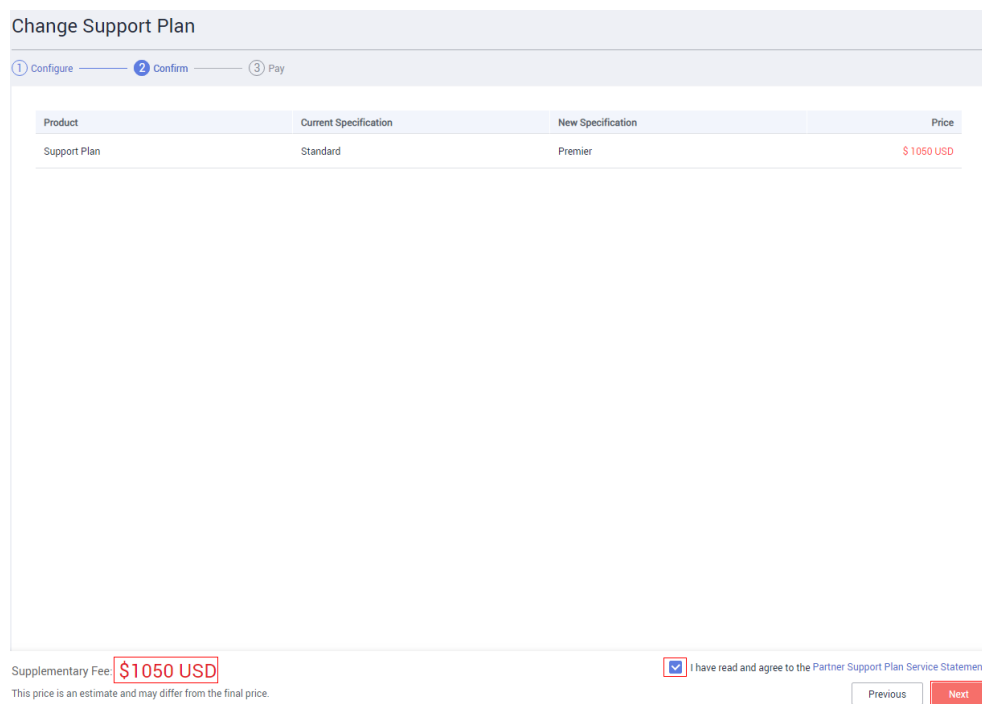 Change Support Plan
1 Configure 2 Confirm 3 Pay
Product Current Specification New Specification Price
Support Plan Standard Premier $ 1050 USD
Supplementary Fee: $1050 USD
I have read and agree to the Partner Support Plan Service Statemen
This price is an estimate and may differ from the final price.
Previous Next